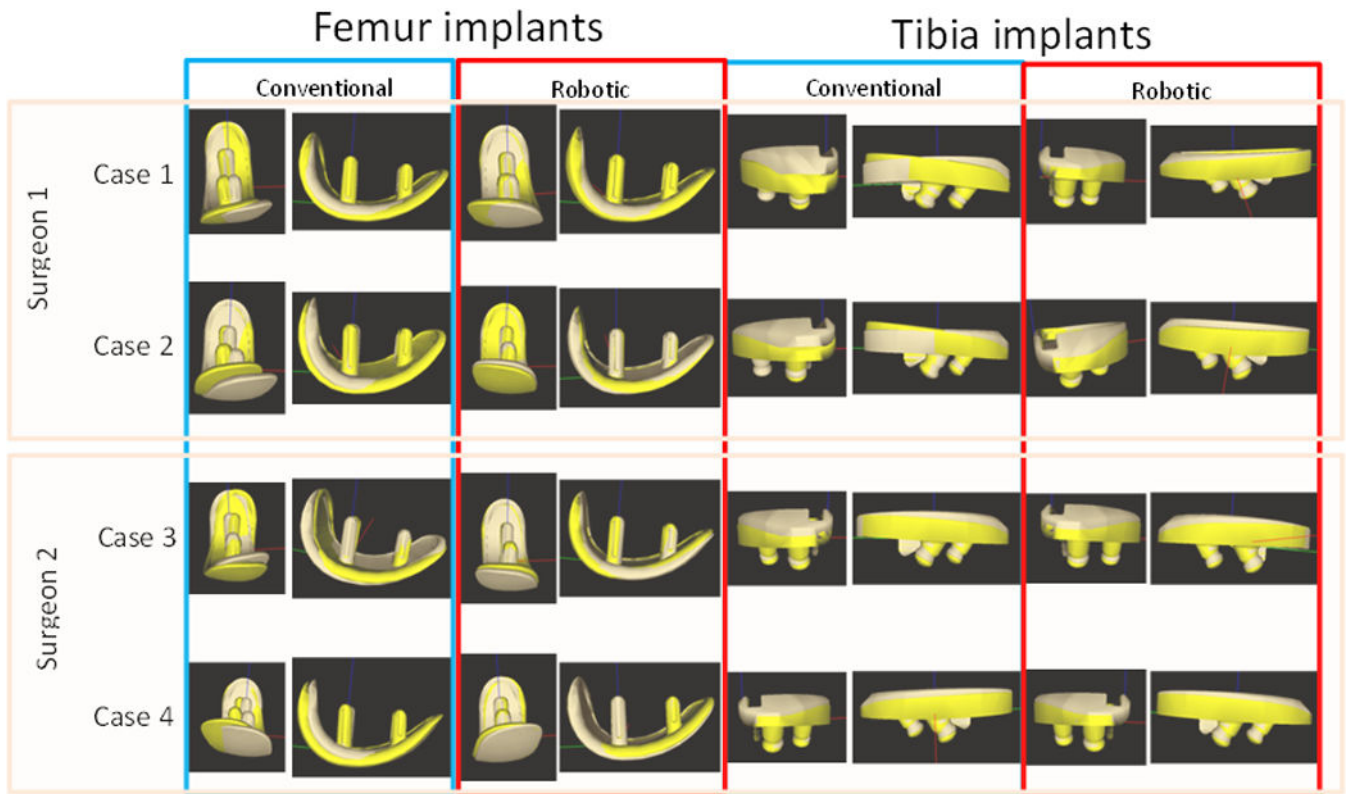 Femur implants
Tibia implants
Conventional
Robotic
Conventional
Robotic
Surgeon 1
Case 1
Case 2
Surgeon 2
Case 3
Case 4